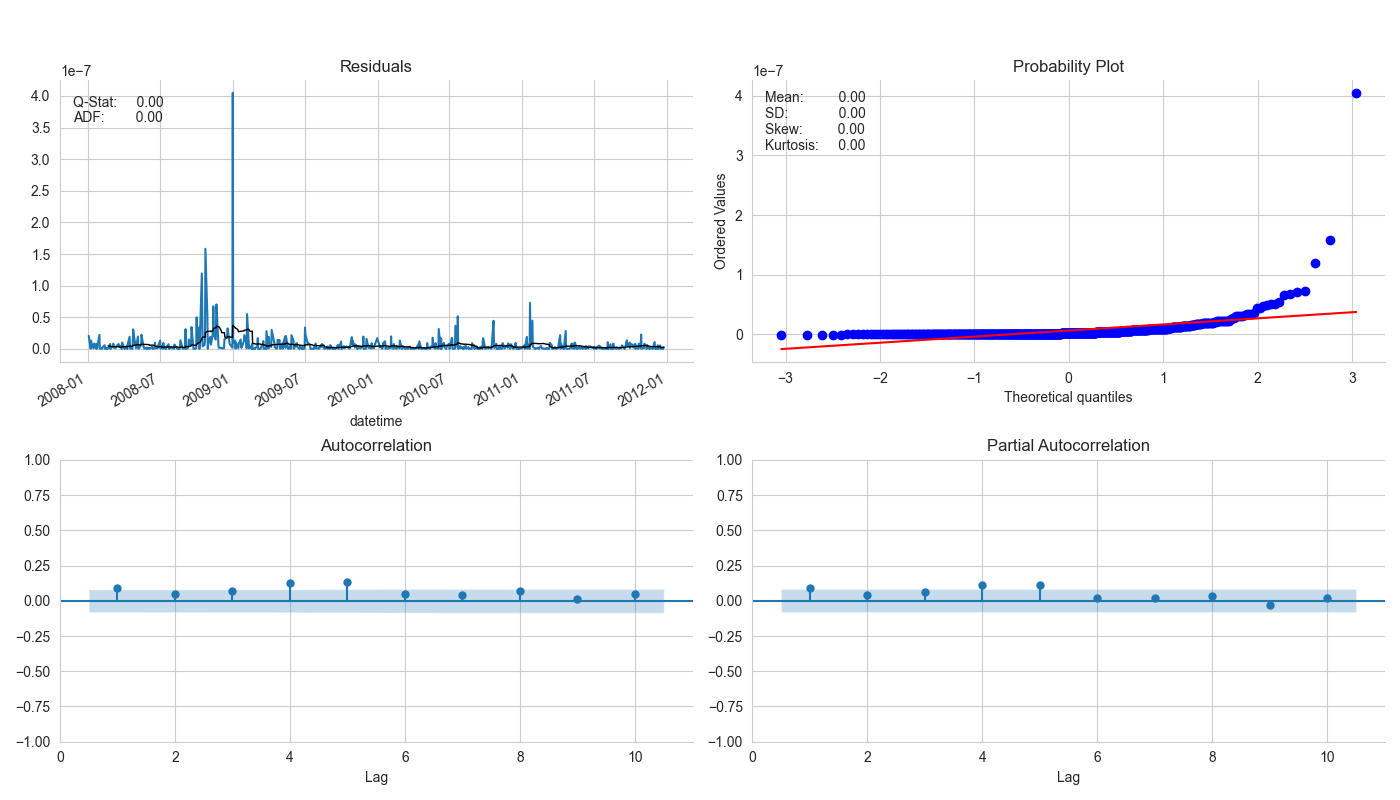 Residuals
1e−7
Q-Stat: 0.00
ADF: 0.00
4.0
3.5
3.0
2.5
2.0
1.5
1.0
0.5
0.0
2008-01 2008-07 2009-01 2009-07 2010-01 2010-07 2011-01 2011-07 2012-01
datetime
Probability Plot
1e−7
Mean: 0.00
SD: 0.00
Skew: 0.00
Kurtosis: 0.00
Ordered Values
4
3
2
1
0
−3 −2 −1 0 1 2 3
Theoretical quantiles
Autocorrelation
1.00
0.75
0.50
0.25
0.00
−0.25
−0.50
−0.75
−1.00
0 2 4 6 8 10
Lag
Partial Autocorrelation
1.00
0.75
0.50
0.25
0.00
−0.25
−0.50
−0.75
−1.00
0 2 4 6 8 10
Lag